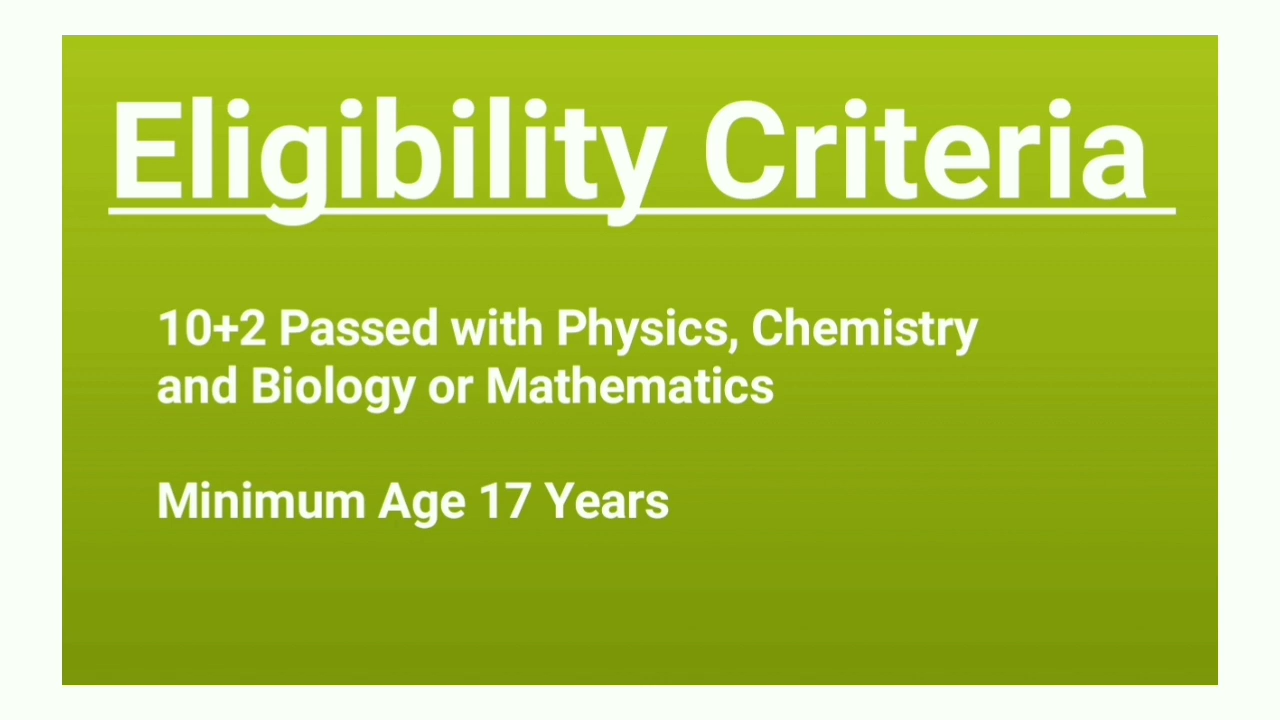 Eligibility Criteria
10+2 Passed with Physics, Chemistry
and Biology or Mathematics
Minimum Age 17 Years